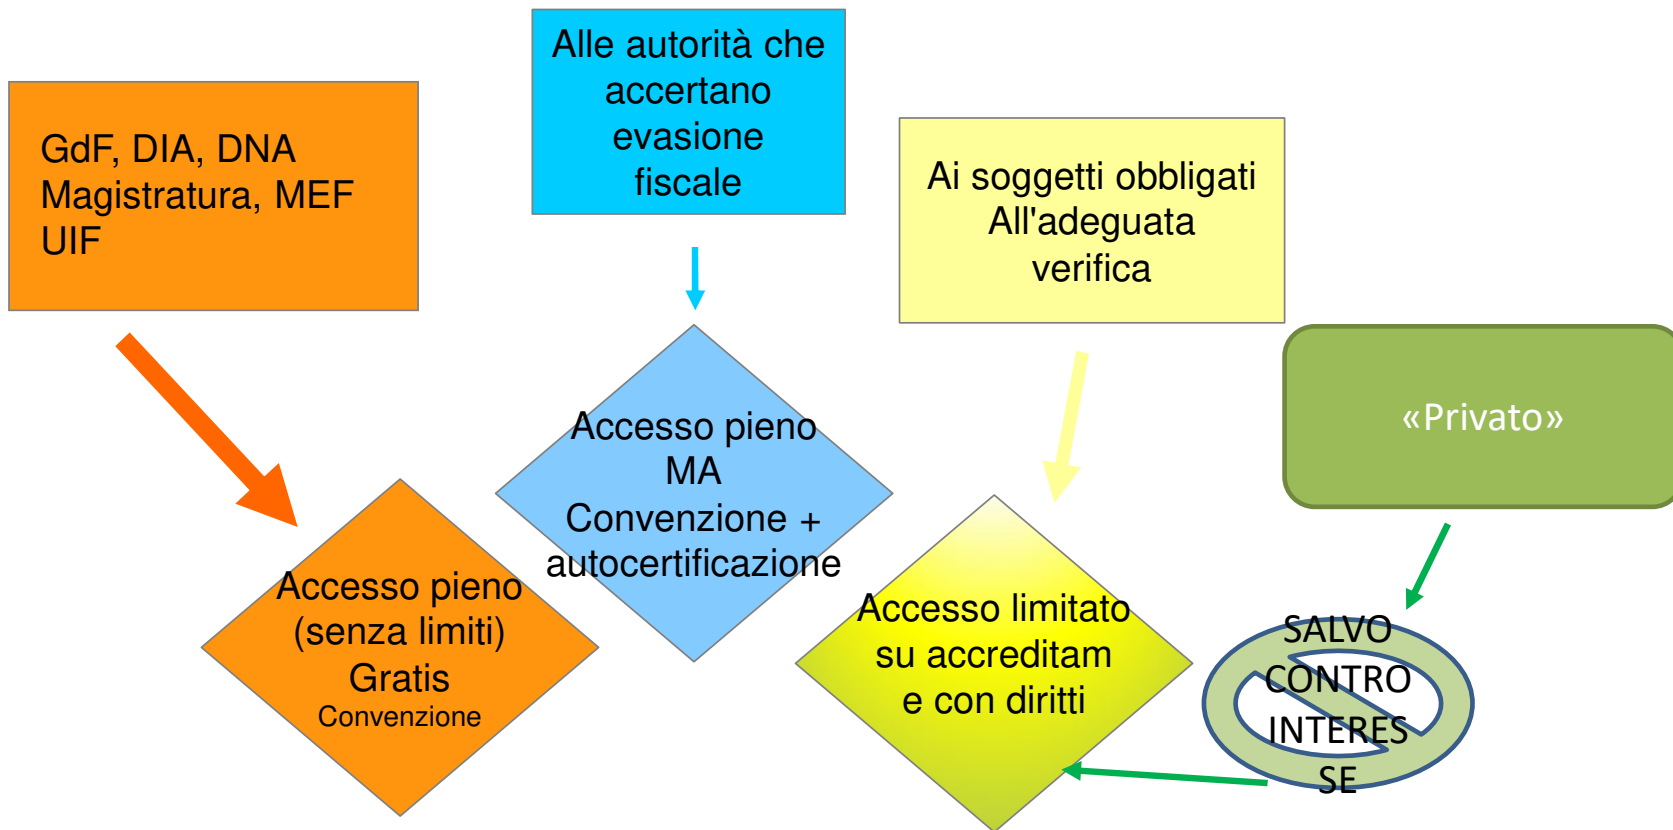 GdF, DIA, DNA
Magistratura, MEF
UIF
Alle autorità che
accertano
evasione
fiscale
Ai soggetti obbligati
All'adeguata
verifica
«Privato»
Accesso pieno
(senza limiti)
Gratis
Convenzione
Accesso pieno
MA
Convenzione +
autocertificazione
Accesso limitato
su accreditam
e con diritti
SALVO
CONTRO
INTERES
SE